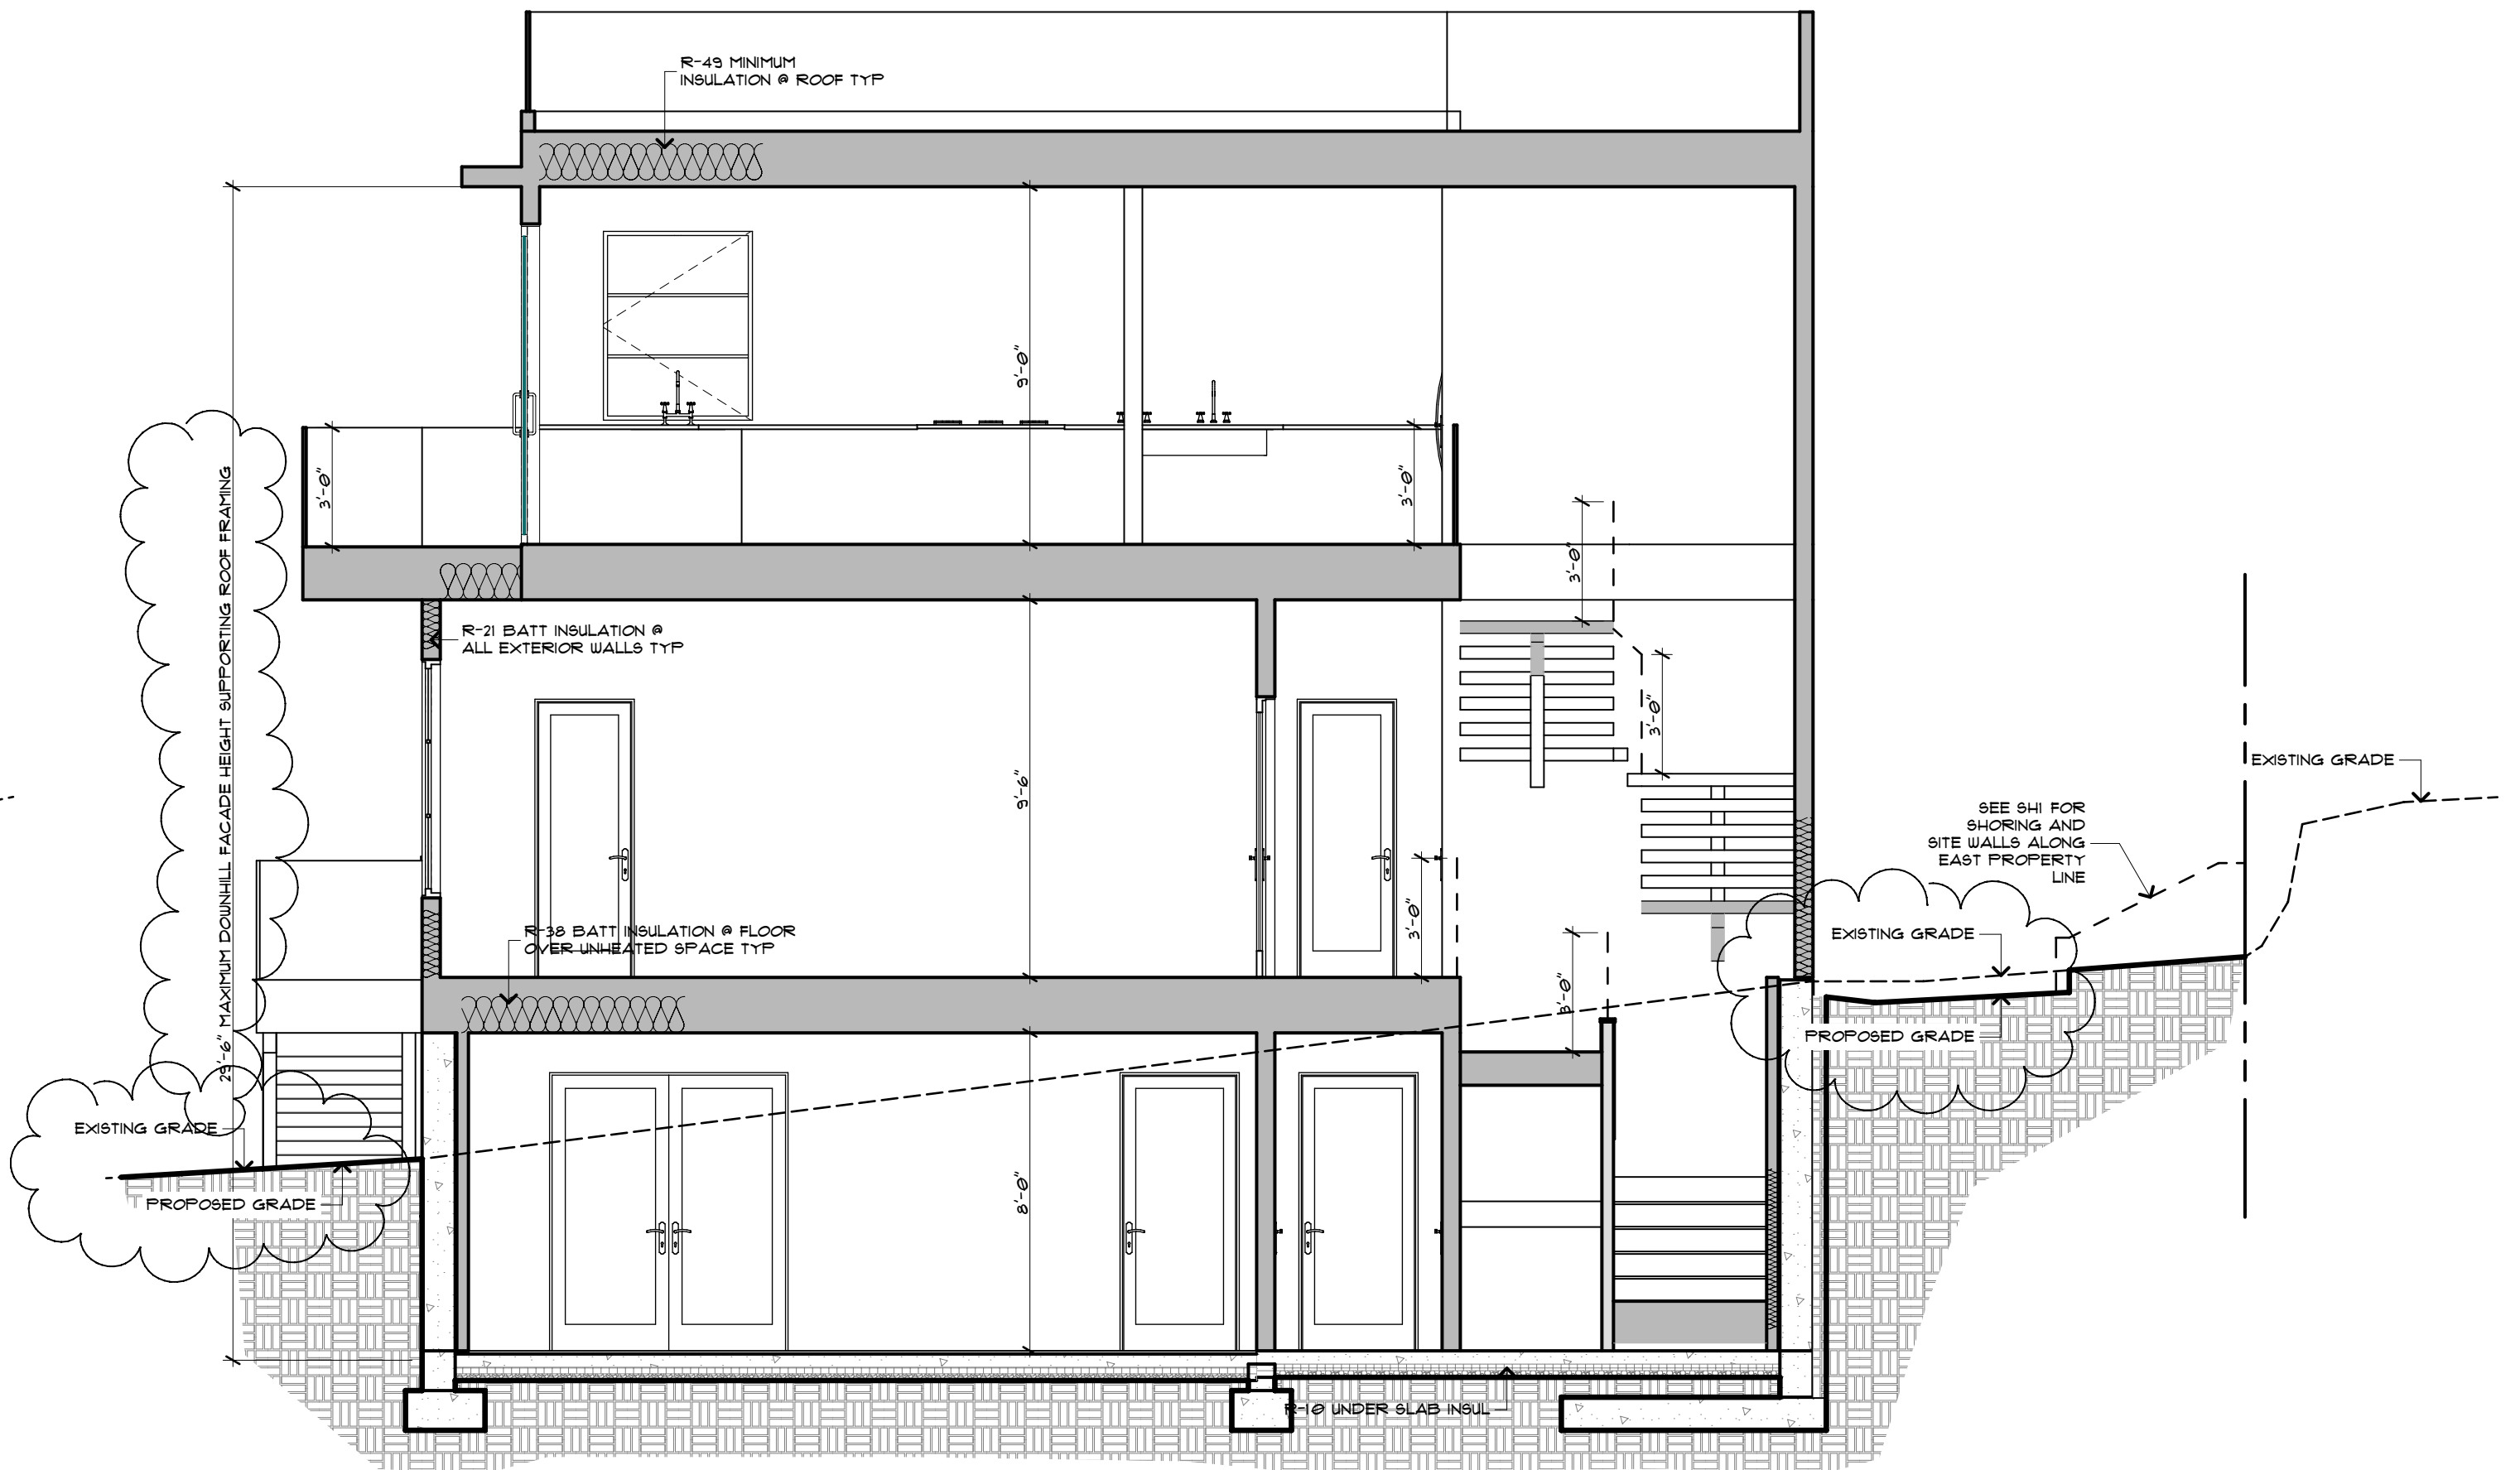 R-49 MINIMUM
INSULATION @ ROOF TYP
9'-0"
3'-0"
3'-0"
3'-0"
29'-6" MAXIMUM DOWNHILL FACADE HEIGHT SUPPORTING ROOF FRAMING
R-21 BATT INSULATION @
ALL EXTERIOR WALLS TYP
3'-0"
9'-6"
EXISTING GRADE
SEE SH1 FOR
SHORING AND
SITE WALLS ALONG
EAST PROPERTY
LINE
R-38 BATT INSULATION @ FLOOR
OVER UNHEATED SPACE TYP
3'-0"
EXISTING GRADE
3'-0"
PROPOSED GRADE
EXISTING GRADE
PROPOSED GRADE
8'-0"
R-10 UNDER SLAB INSUL